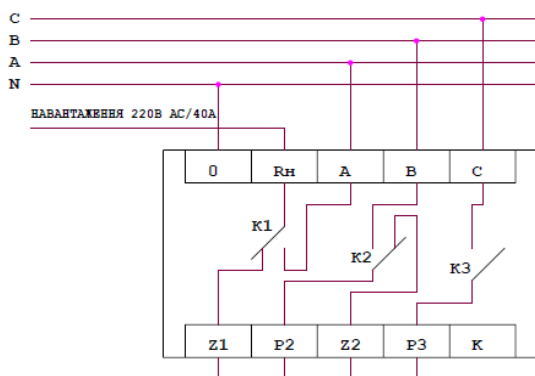 C
B
A
N
НАВАНТАЖЕННЯ 220В АС/40А
0 Rн A B C
K1
K2
K3
Z1 P2 Z2 P3 K